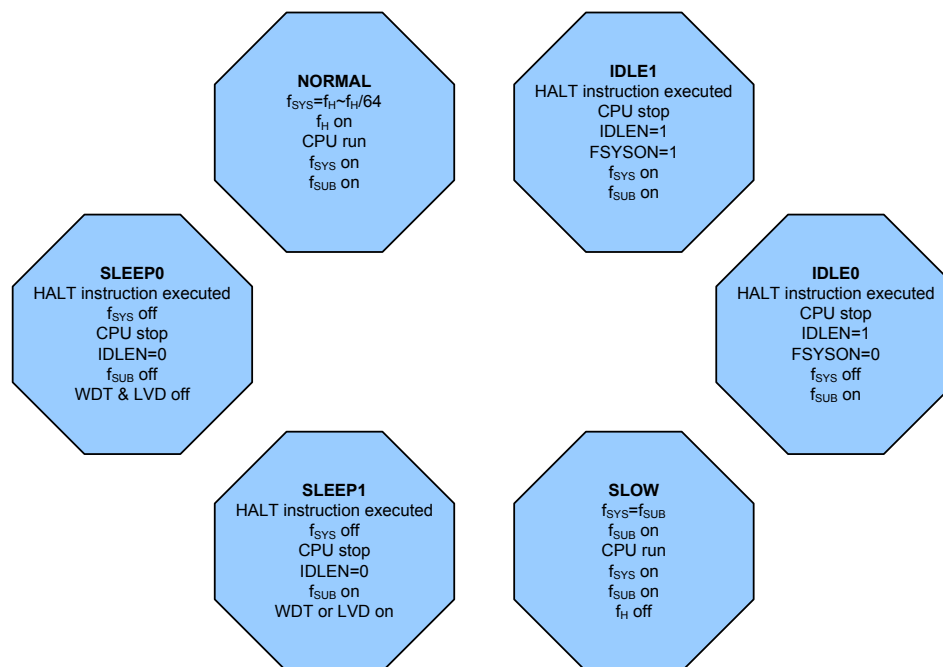 NORMAL
fSYS=fH~fH/64
fH on
CPU run
fSYS on
fSUB on
IDLE1
HALT instruction executed
CPU stop
IDLEN=1
FSYSON=1
fSYS on
fSUB on
SLEEP0
HALT instruction executed
fSYS off
CPU stop
IDLEN=0
fSUB off
WDT & LVD off
IDLE0
HALT instruction executed
CPU stop
IDLEN=1
FSYSON=0
fSYS off
fSUB on
SLEEP1
HALT instruction executed
fSYS off
CPU stop
IDLEN=0
fSUB on
WDT or LVD on
SLOW
fSYS=fSUB
fSUB on
CPU run
fSYS on
fSUB on
fH off